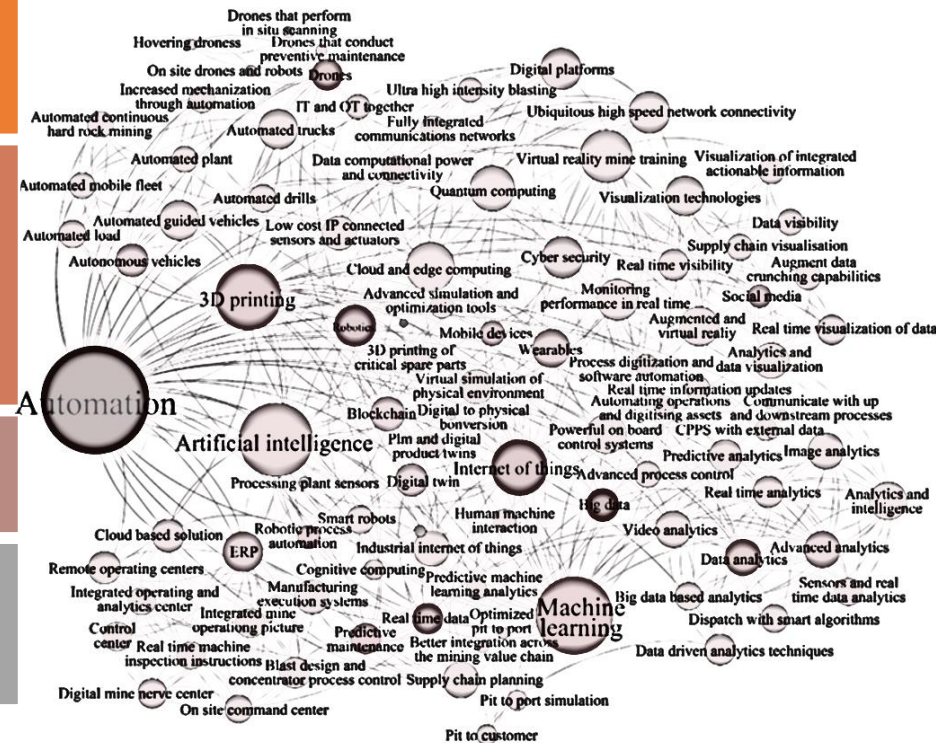 Drones that perform
in situ scanning
Hovering droness
Drones that conduct
preventive maintenance
On site drones and robots
Drones
Digital platforms
Increased mechanization
through automation
Ultra high intensity blasting
IT and OT together
Ubiquitous high speed network connectivity
Automated continuous
hard rock mining
Automated trucks
Fully integrated
communications networks
Automated plant
Data computational power
and connectivity
Virtual reality mine training
Visualization of integrated
actionable information
Automated mobile fleet
Automated drills
Quantum computing
Visualization technologies
Automated guided vehicles
Low cost IP connected
sensors and actuators
Data visibility
Automated load
Supply chain visualisation
Autonomous vehicles
Cloud and edge computing
Cyber security
Real time visibility
Augment data
crunching capabilities
3D printing
Advanced simulation and
optimization tools
Monitoring
performance in real time
Social media
Robotics
Mobile devices
Augmented and
virtual realiy
Real time visualization of data
3D printing of
critical spare parts
Wearables
Process digitization and
software automation
Analytics and
data visualization
Virtual simulation of
physical environment
Real time information updates
Automation
Blockchain
Digital to physical
bonversion
Automating operations
and digitising assets
Communicate with up
and downstream processes
Artificial intelligence
Plm and digital
product twins
Powerful on board
control systems
CPPS with external data
Internet of things
Predictive analytics
Image analytics
Processing plant sensors
Digital twin
Advanced process control
Big data
Real time analytics
Analytics and
intelligence
Cloud based solution
Smart robots
Human machine
interaction
Robotic process
automation
Video analytics
ERP
Industrial internet of things
Data analytics
Advanced analytics
Remote operating centers
Cognitive computing
Predictive machine
learning analytics
Integrated operating and
analytics center
Manufacturing
execution systems
Big data based analytics
Sensors and real
time data analytics
Integrated mine
operationg picture
Real time data
Optimized
pit to port
Machine
learning
Dispatch with smart algorithms
Control
center
Predictive
maintenance
Better integration across
the mining value chain
Real time machine
inspection instructions
Data driven analytics techniques
Blast design and
concentrator process control
Supply chain planning
Digital mine nerve center
Pit to port simulation
On site command center
Pit to customer